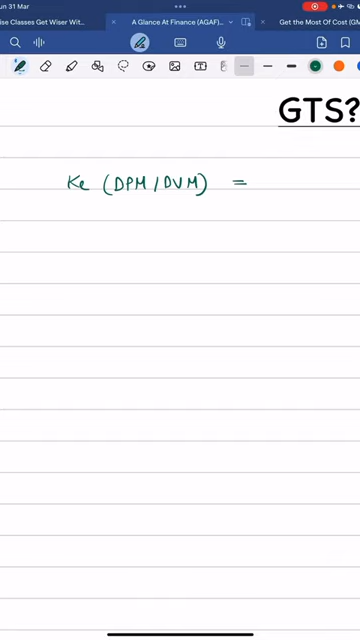 un 31 Mar
ise Classes Get Wiser Wit...
A Glance At Finance (AGAF)...
Get the Most Of Cost (GM
GTS?
Ke (DPM/DVM) =